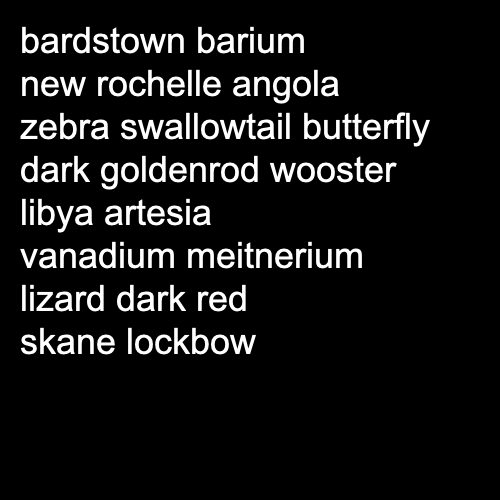 bardstown barium
new rochelle angola
zebra swallowtail butterfly
dark goldenrod wooster
libya artesia
vanadium meitnerium
lizard dark red
skane lockbow